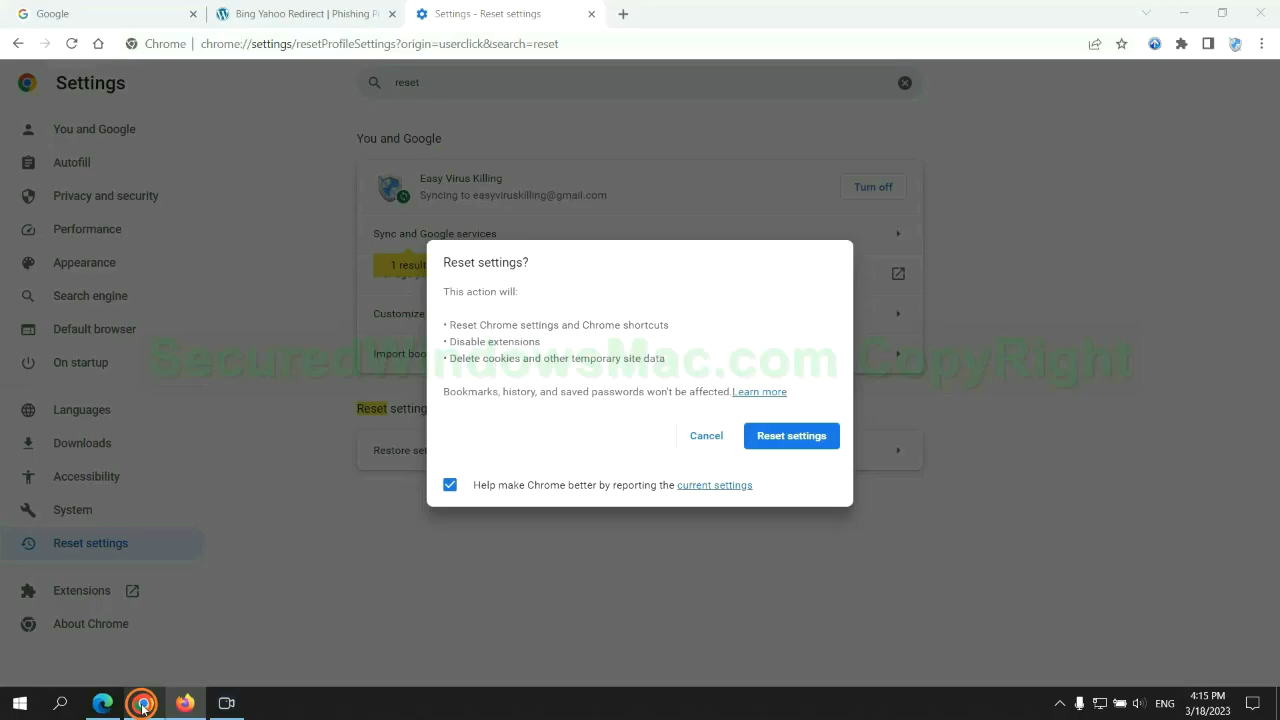 Google
Bing Yahoo Redirect | Phishing P
Settings - Reset settings
Chrome | chrome://settings/resetProfileSettings?origin=userclick&search=reset
Settings
reset
You and Google
Autofill
Privacy and security
Performance
Appearance
Search engine
Default browser
On startup
Languages
Downloads
Accessibility
System
Reset settings
Extensions
About Chrome
You and Google
Easy Virus Killing
Syncing to easyviruskilling@gmail.com
Turn off
Sync and Google services
1 result
Customize
Import boo
Reset setting
Restore set
Reset settings?
This action will:
• Reset Chrome settings and Chrome shortcuts
• Disable extensions
• Delete cookies and other temporary site data
Bookmarks, history, and saved passwords won't be affected. Learn more
Cancel
Reset settings
Help make Chrome better by reporting the current settings
SecuredWindowsMac.com CopyRight
ENG
4:15 PM
3/18/2023